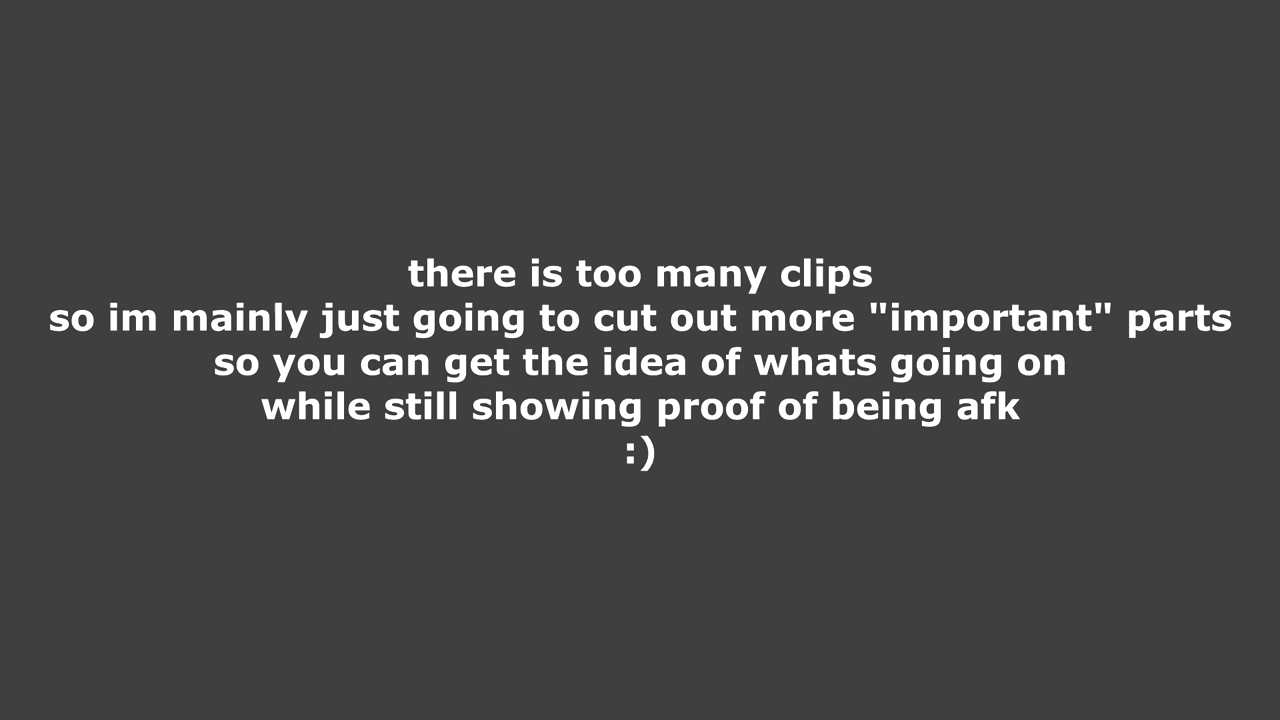 there is too many clips
so im mainly just going to cut out more "important" parts
so you can get the idea of whats going on
while still showing proof of being afk
:)